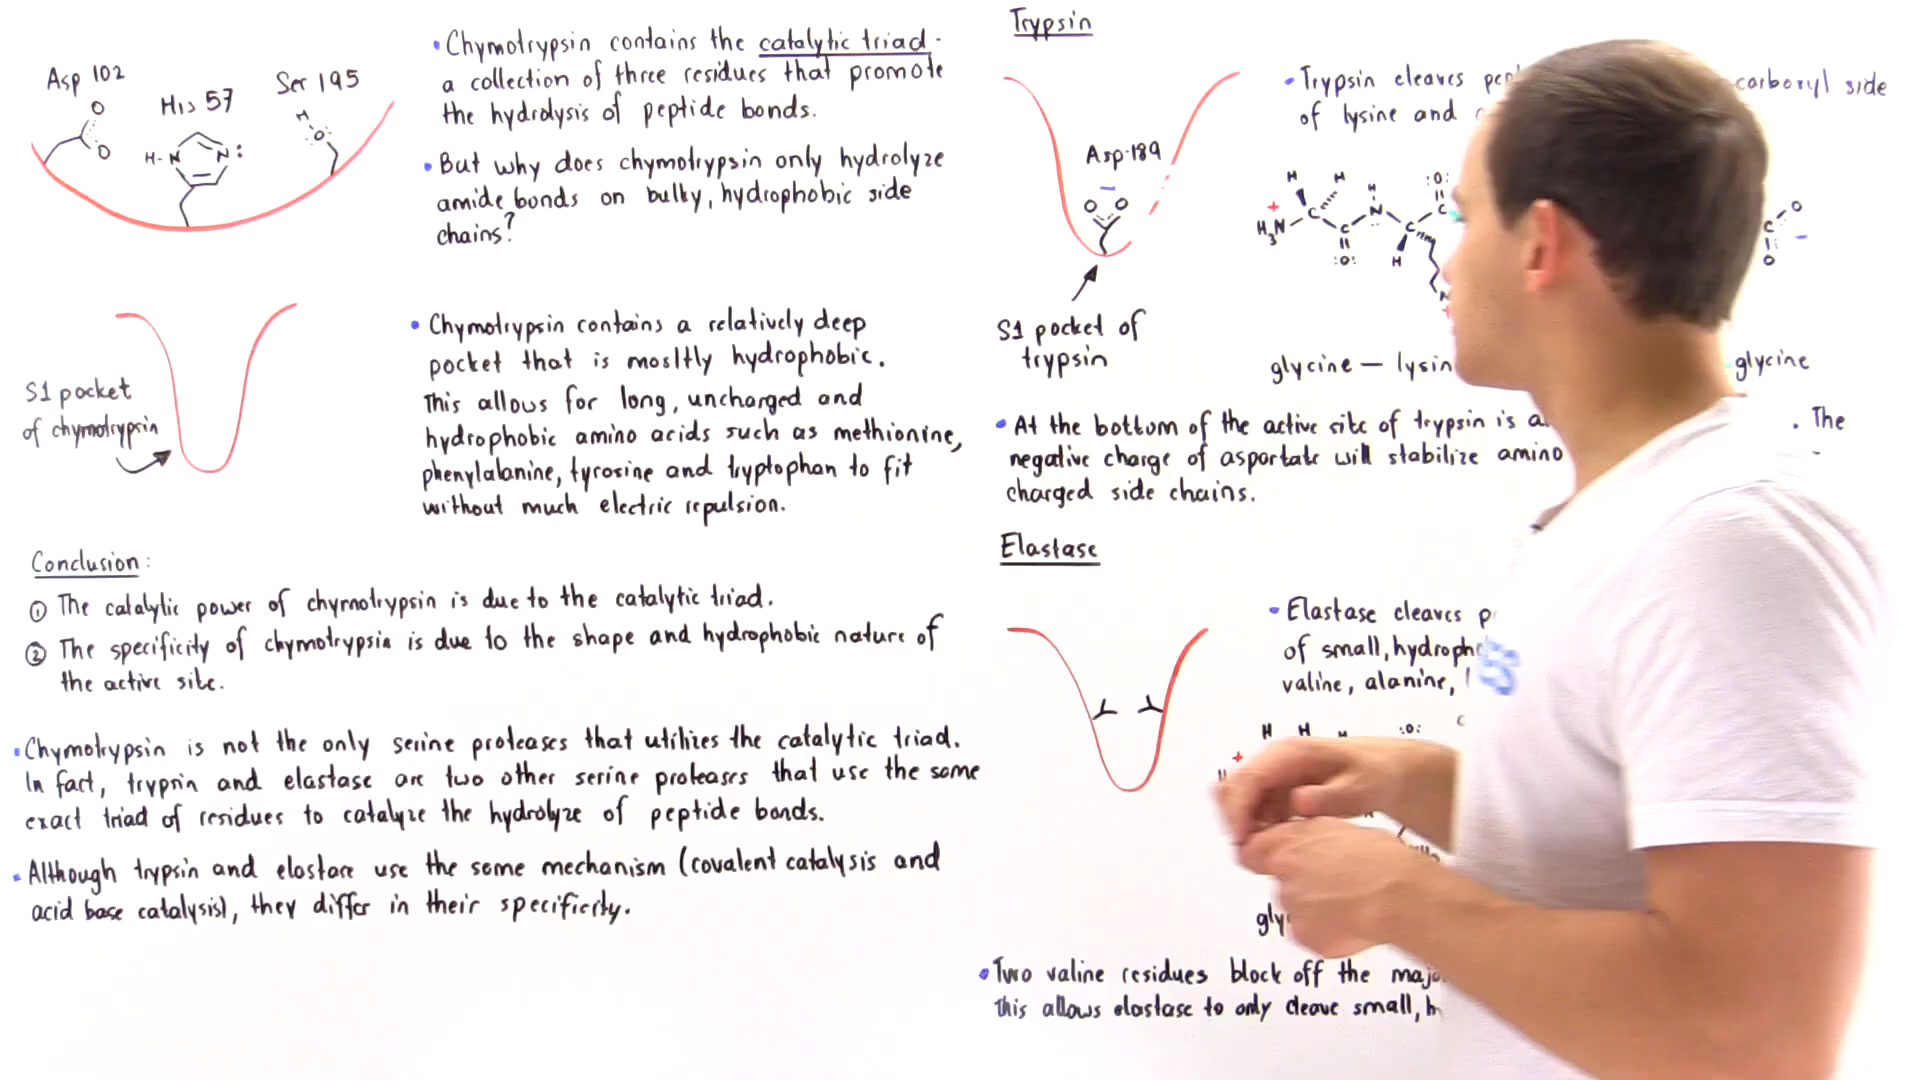 Asp 102
His 57
Ser 195
• Chymotrypsin contains the catalytic triad -
a collection of three residues that promote
the hydrolysis of peptide bonds.
• But why does chymotrypsin only hydrolyze
amide bonds on bulky, hydrophobic side
chains?
S1 pocket
of chymotrypsin
• Chymotrypsin contains a relatively deep
pocket that is mosltly hydrophobic.
This allows for long, uncharged and
hydrophobic amino acids such as methionine,
phenylalanine, tyrosine and tryptophan to fit
without much electric repulsion.
Conclusion:
① The catalytic power of chymotrypsin is due to the catalytic triad.
② The specificity of chymotrypsin is due to the shape and hydrophobic nature of
the active site.
• Chymotrypsin is not the only serine proteases that utilizes the catalytic triad.
In fact, trypsin and elastase are two other serine proteases that use the same
exact triad of residues to catalyze the hydrolyze of peptide bonds.
• Although trypsin and elastase use the same mechanism (covalent catalysis and
acid base catalysis), they differ in their specificity.
Trypsin
Asp-189
S1 pocket of
trypsin
• Trypsin cleaves carboxyl side
of lysine and
glycine — glycine
• At the bottom of the active site of trypsin is . The
negative charge of aspartate will stabilize amino
charged side chains.
Elastase
• Elastase cleaves
of small,
valine, alanine,
• Two valine residues block off the
This allows elastase to only cleave small,